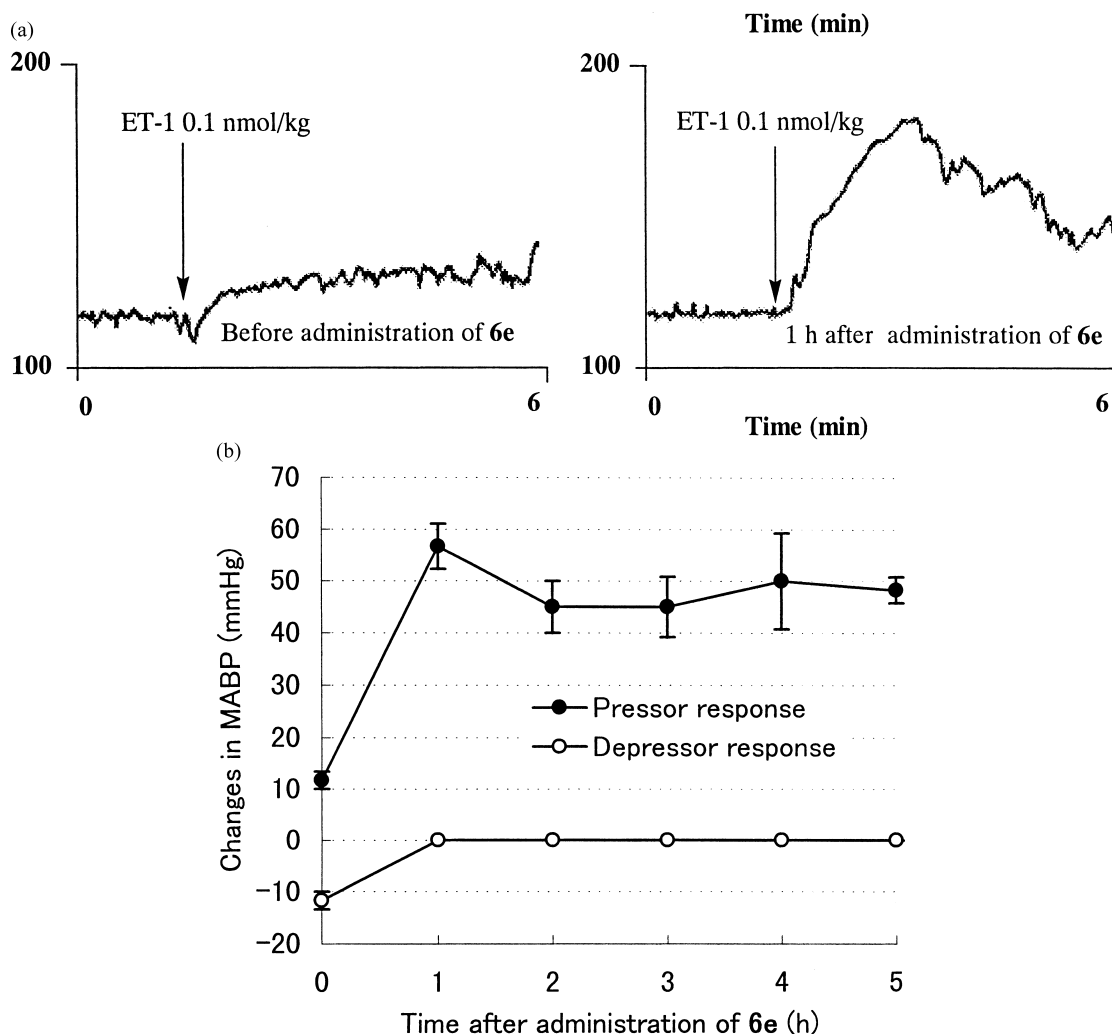 (a)
Time (min)
200
ET-1 0.1 nmol/kg
Before administration of 6e
100
0
6
200
ET-1 0.1 nmol/kg
1 h after administration of 6e
100
0
6
Time (min)
(b)
Changes in MABP (mmHg)
70
60
50
40
30
20
10
0
−10
−20
Pressor response
Depressor response
0 1 2 3 4 5
Time after administration of 6e (h)